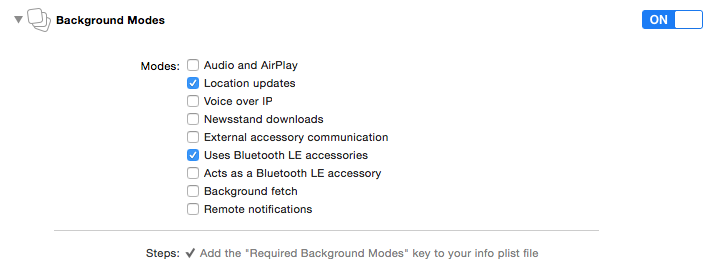 Background Modes
ON
Modes: Audio and AirPlay
Location updates
Voice over IP
Newsstand downloads
External accessory communication
Uses Bluetooth LE accessories
Acts as a Bluetooth LE accessory
Background fetch
Remote notifications
Steps: ✔ Add the "Required Background Modes" key to your info plist file